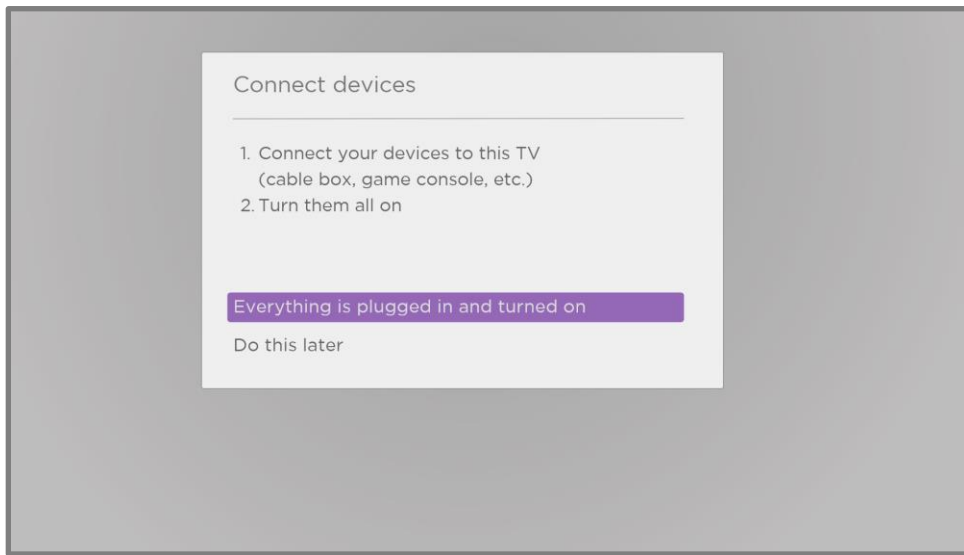 Connect devices
1. Connect your devices to this TV
(cable box, game console, etc.)
2. Turn them all on
Everything is plugged in and turned on
Do this later